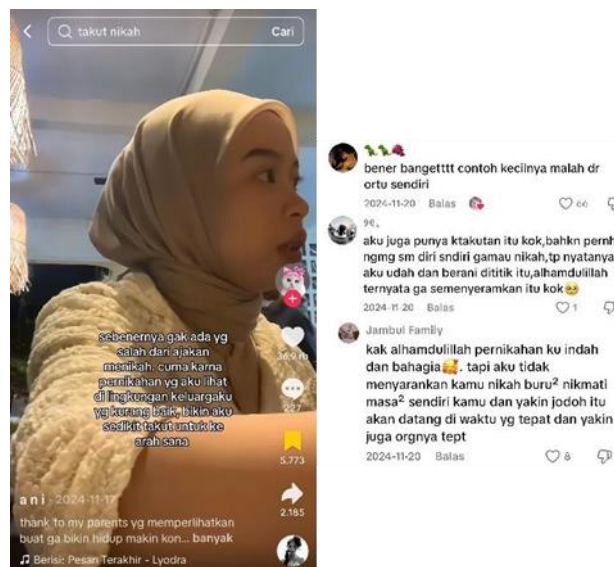 takut nikah
Cari
sebenernya gak ada yg
salah dari ajakan
menikah. cuma karna
pernikahan yg aku lihat
di lingkungan keluargaku
yg kurang baik, bikin aku
sedikit takut untuk ke
arah sana
227
5.773
2.185
ani · 2024-11-17
thank to my parents yg memperlihatkan
buat ga bikin hidup makin kon... banyak
Berisi: Pesan Terakhir - Lyodra
bener bangetttt contoh kecilnya malah dr
ortu sendiri
2024-11-20 Balas 66
aku juga punya ktakutan itu kok,bahkn pernh
ngmg sm diri sndiri gamau nikah,tp nyatanya
aku udah dan berani dititik itu,alhamdulillah
ternyata ga semenyeramkan itu kok🥹
2024-11-20 Balas 1
Jambul Family
kak alhamdulillah pernikahan ku indah
dan bahagia🥰. tapi aku tidak
menyarankan kamu nikah buru² nikmati
masa² sendiri kamu dan yakin jodoh itu
akan datang di waktu yg tepat dan yakin
juga orgnya tept
2024-11-20 Balas 8